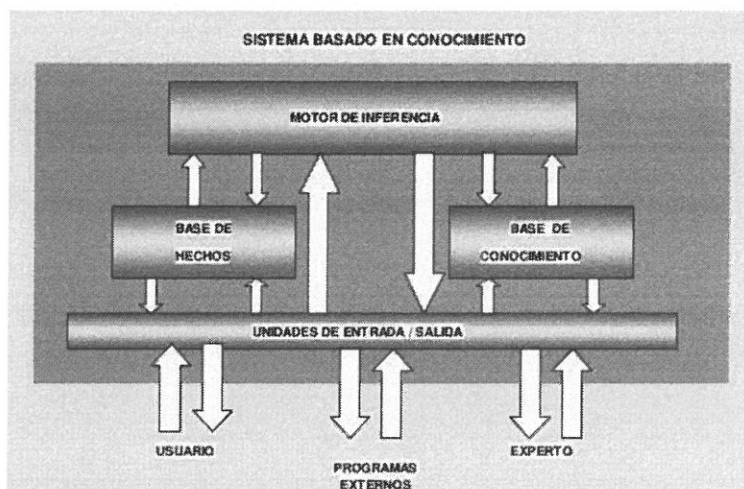 SISTEMA BASADO EN CONOCIMIENTO
MOTOR DE INFERENCIA
BASE DE
HECHOS
BASE DE
CONOCIMIENTO
UNIDADES DE ENTRADA / SALIDA
USUARIO
PROGRAMAS
EXTERNOS
EXPERTO